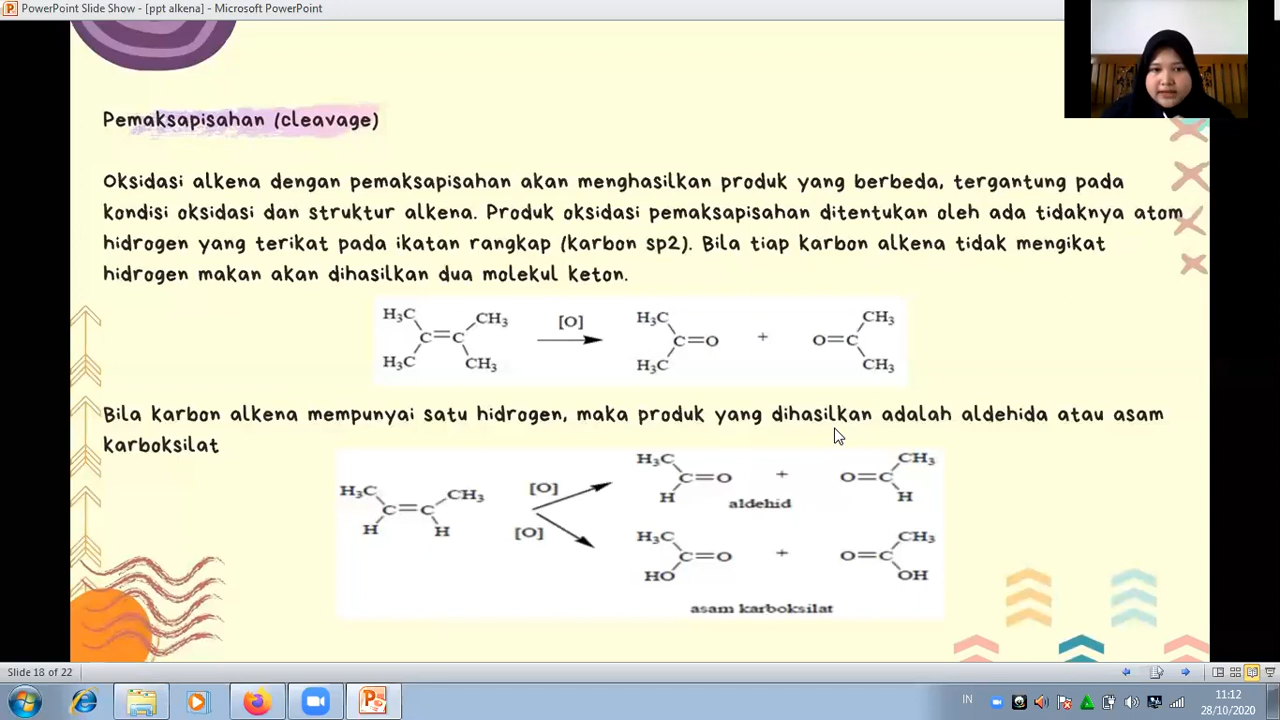 PowerPoint Slide Show - [ppt alkena] - Microsoft PowerPoint
Pemaksapisahan (cleavage)
Oksidasi alkena dengan pemaksapisahan akan menghasilkan produk yang berbeda, tergantung pada
kondisi oksidasi dan struktur alkena. Produk oksidasi pemaksapisahan ditentukan oleh ada tidaknya atom
hidrogen yang terikat pada ikatan rangkap (karbon sp2). Bila tiap karbon alkena tidak mengikat
hidrogen makan akan dihasilkan dua molekul keton.
H₃C CH₃ [O] H₃C CH₃
C=C C=O + O=C
H₃C CH₃ H₃C CH₃
Bila karbon alkena mempunyai satu hidrogen, maka produk yang dihasilkan adalah aldehida atau asam
karboksilat
H₃C CH₃
C=O + O=C
H H
aldehid
H₃C CH₃ [O]
C=C
H H [O]
H₃C CH₃
C=O + O=C
HO OH
asam karboksilat
Slide 18 of 22
IN
11:12
28/10/2020